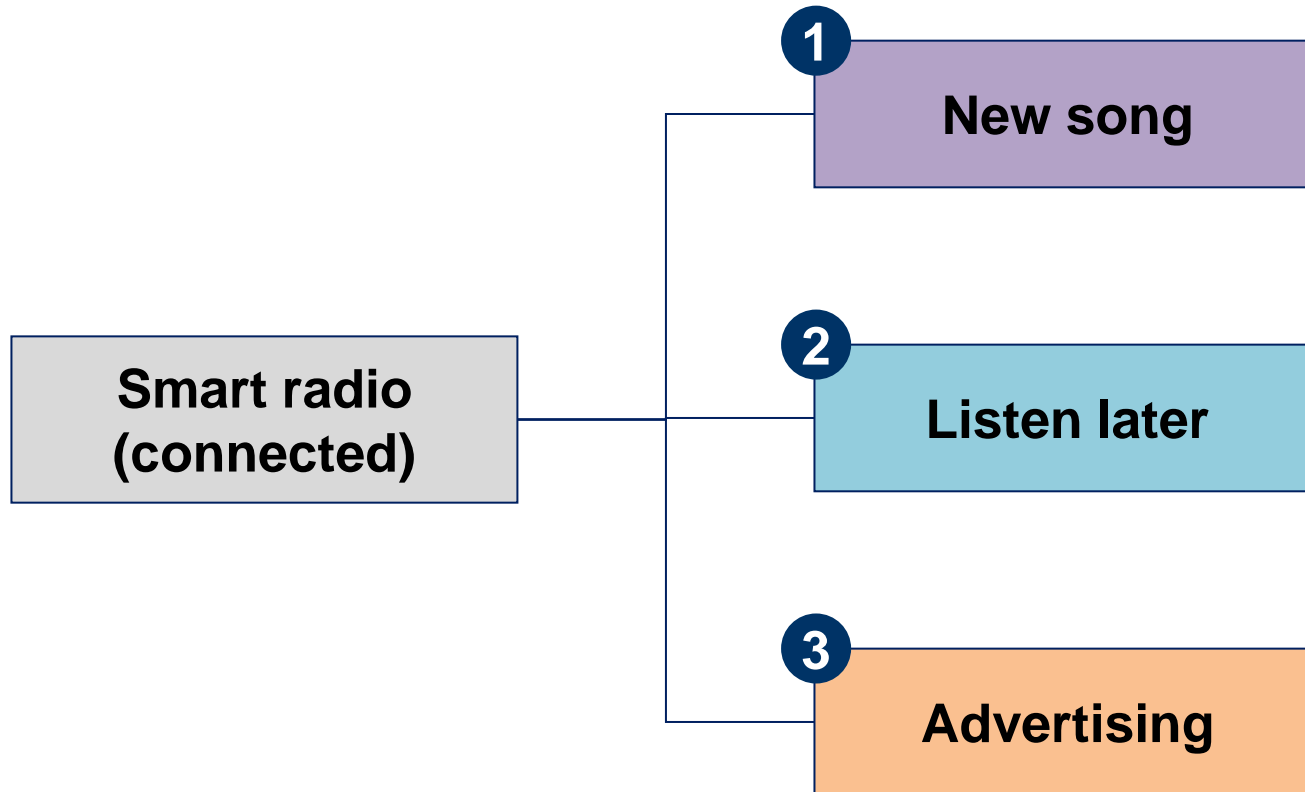 1
New song
2
Listen later
Smart radio
(connected)
3
Advertising